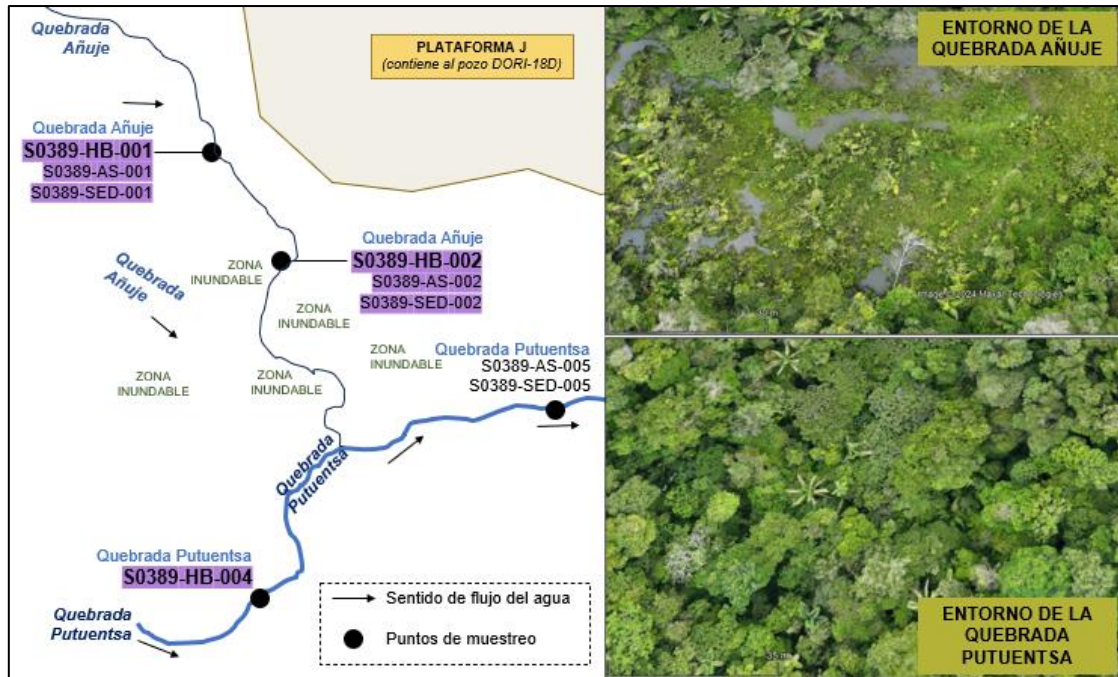 Quebrada
Añuje
PLATAFORMA J
(contiene al pozo DORI-18D)
Quebrada Añuje
S0389-HB-001
S0389-AS-001
S0389-SED-001
Quebrada
Añuje
ZONA
INUNDABLE
Quebrada Añuje
S0389-HB-002
S0389-AS-002
S0389-SED-002
ZONA
INUNDABLE
ZONA
INUNDABLE
ZONA
INUNDABLE
ZONA
INUNDABLE
Quebrada Putuentsa
S0389-AS-005
S0389-SED-005
Quebrada
Putuentsa
Quebrada Putuentsa
S0389-HB-004
Quebrada
Putuentsa
Sentido de flujo del agua
Puntos de muestreo
ENTORNO DE LA
QUEBRADA AÑUJE
Image © 2024 Maxar Technologies
ENTORNO DE LA
QUEBRADA
PUTUENTSA